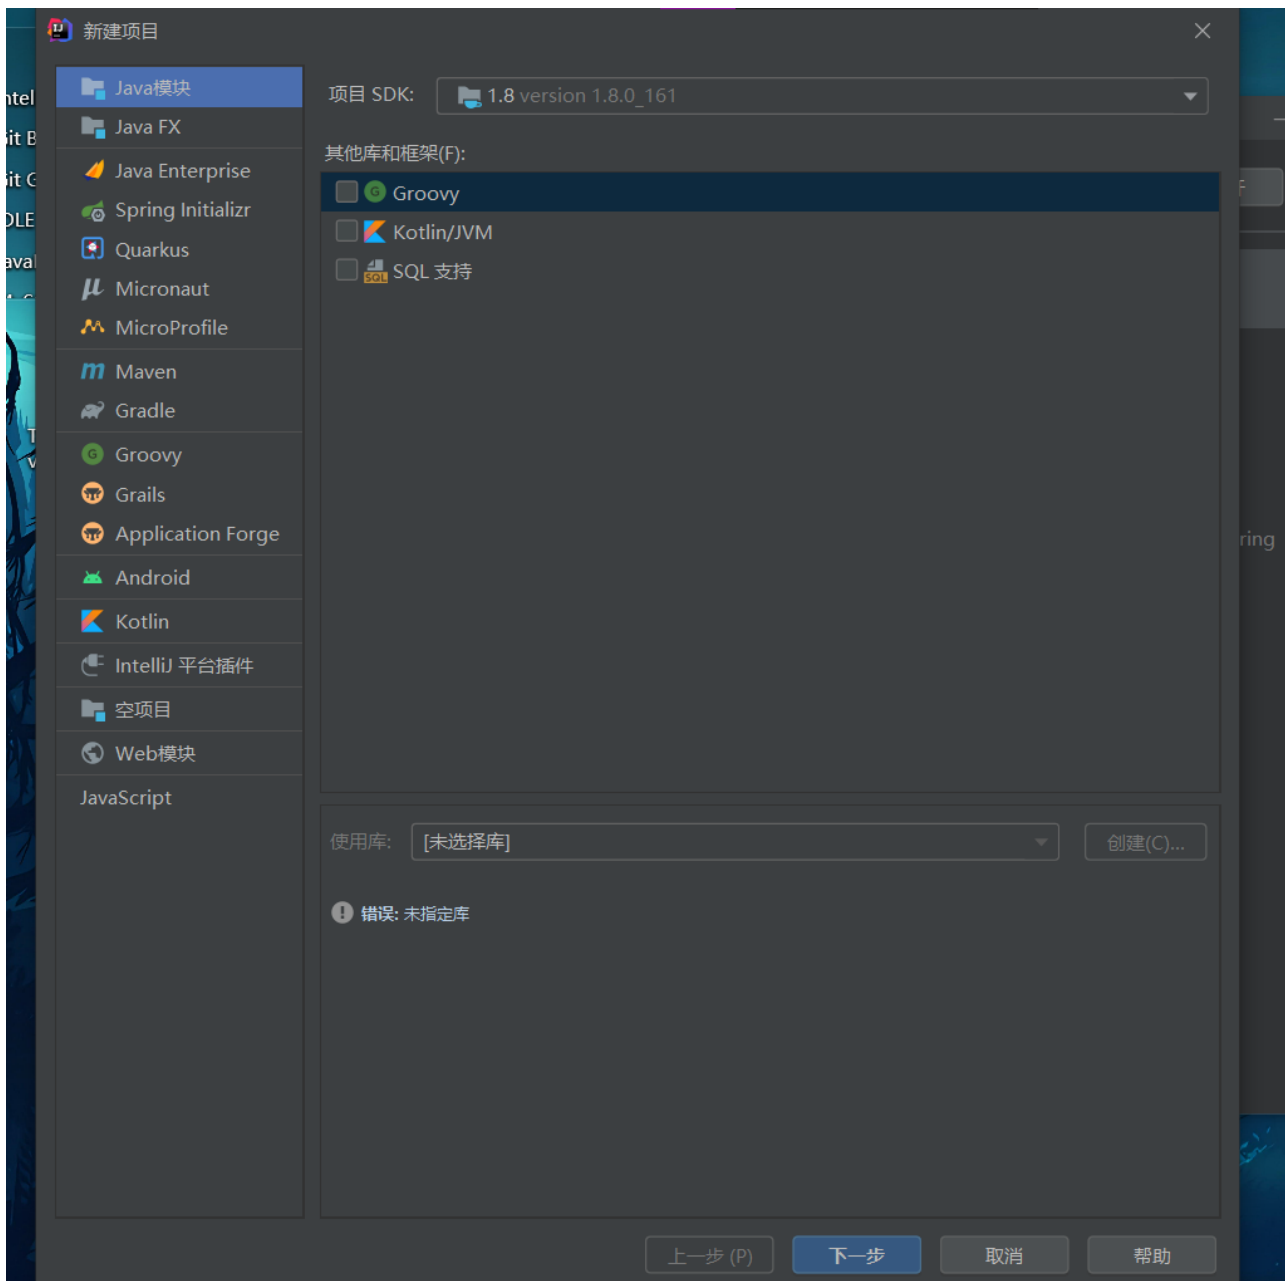 新建项目
Java模块
Java FX
Java Enterprise
Spring Initializr
Quarkus
Micronaut
MicroProfile
Maven
Gradle
Groovy
Grails
Application Forge
Android
Kotlin
IntelliJ 平台插件
空项目
Web模块
JavaScript
项目 SDK: 1.8 version 1.8.0_161
其他库和框架(F):
Groovy
Kotlin/JVM
SQL 支持
使用库: [未选择库] 创建(C)...
错误: 未指定库
上一步 (P) 下一步 取消 帮助
ring